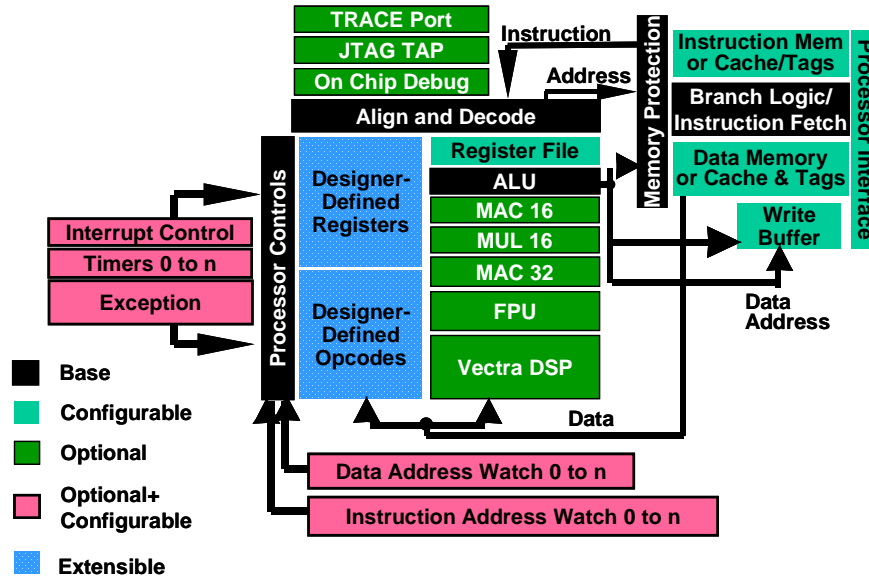 TRACE Port
JTAG TAP
On Chip Debug
Instruction
Address
Align and Decode
Memory Protection
Instruction Mem
or Cache/Tags
Branch Logic/
Instruction Fetch
Data Memory
or Cache & Tags
Write
Buffer
Processor Interface
Data
Address
Processor Controls
Designer-
Defined
Registers
Designer-
Defined
Opcodes
Register File
ALU
MAC 16
MUL 16
MAC 32
FPU
Vectra DSP
Interrupt Control
Timers 0 to n
Exception
Data
Data Address Watch 0 to n
Instruction Address Watch 0 to n
Base
Configurable
Optional
Optional+
Configurable
Extensible